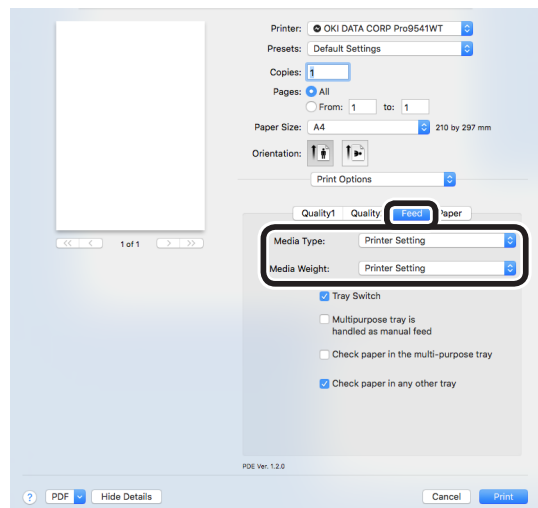 Printer: OKI DATA CORP Pro9541WT
Presets: Default Settings
Copies: 1
Pages: All
From: 1 to: 1
Paper Size: A4 210 by 297 mm
Orientation:
Print Options
Quality1 Quality Feed Paper
<< < 1 of 1 > >>
Media Type: Printer Setting
Media Weight: Printer Setting
Tray Switch
Multipurpose tray is
handled as manual feed
Check paper in the multi-purpose tray
Check paper in any other tray
PDE Ver. 1.2.0
? PDF Hide Details Cancel Print